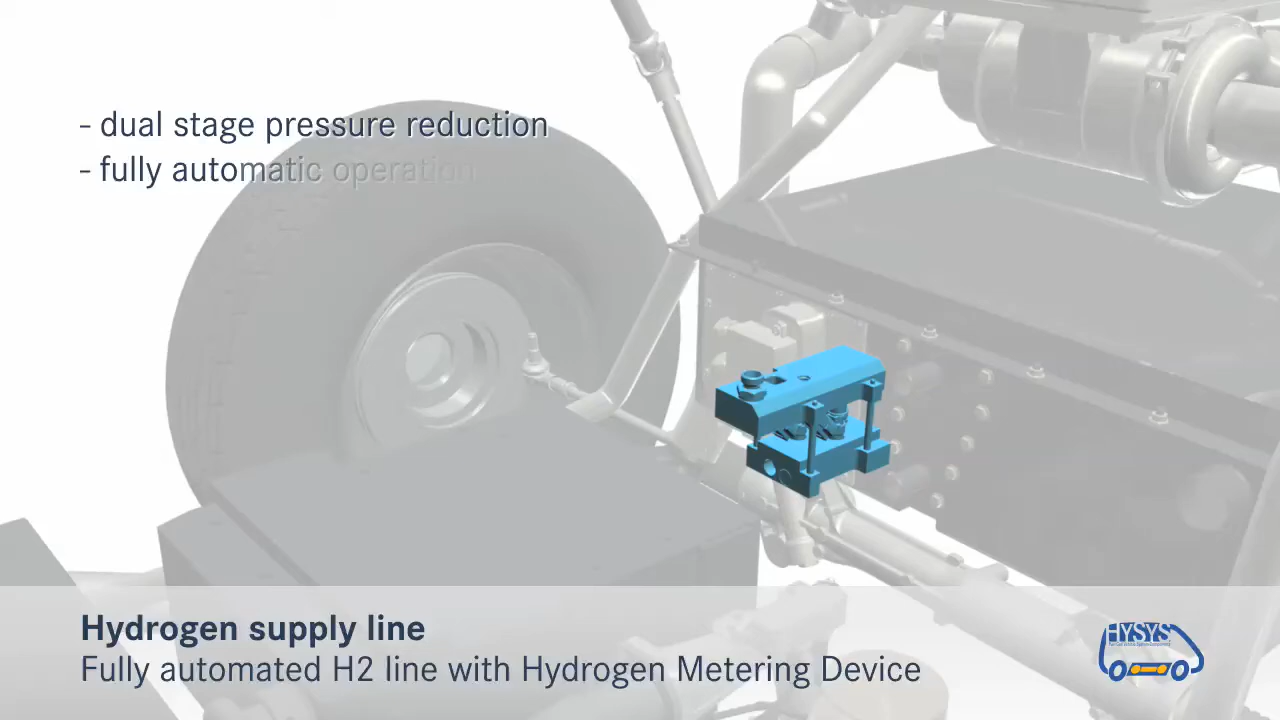 - dual stage pressure reduction
- fully automatic operation
Hydrogen supply line
Fully automated H2 line with Hydrogen Metering Device
HYSYS